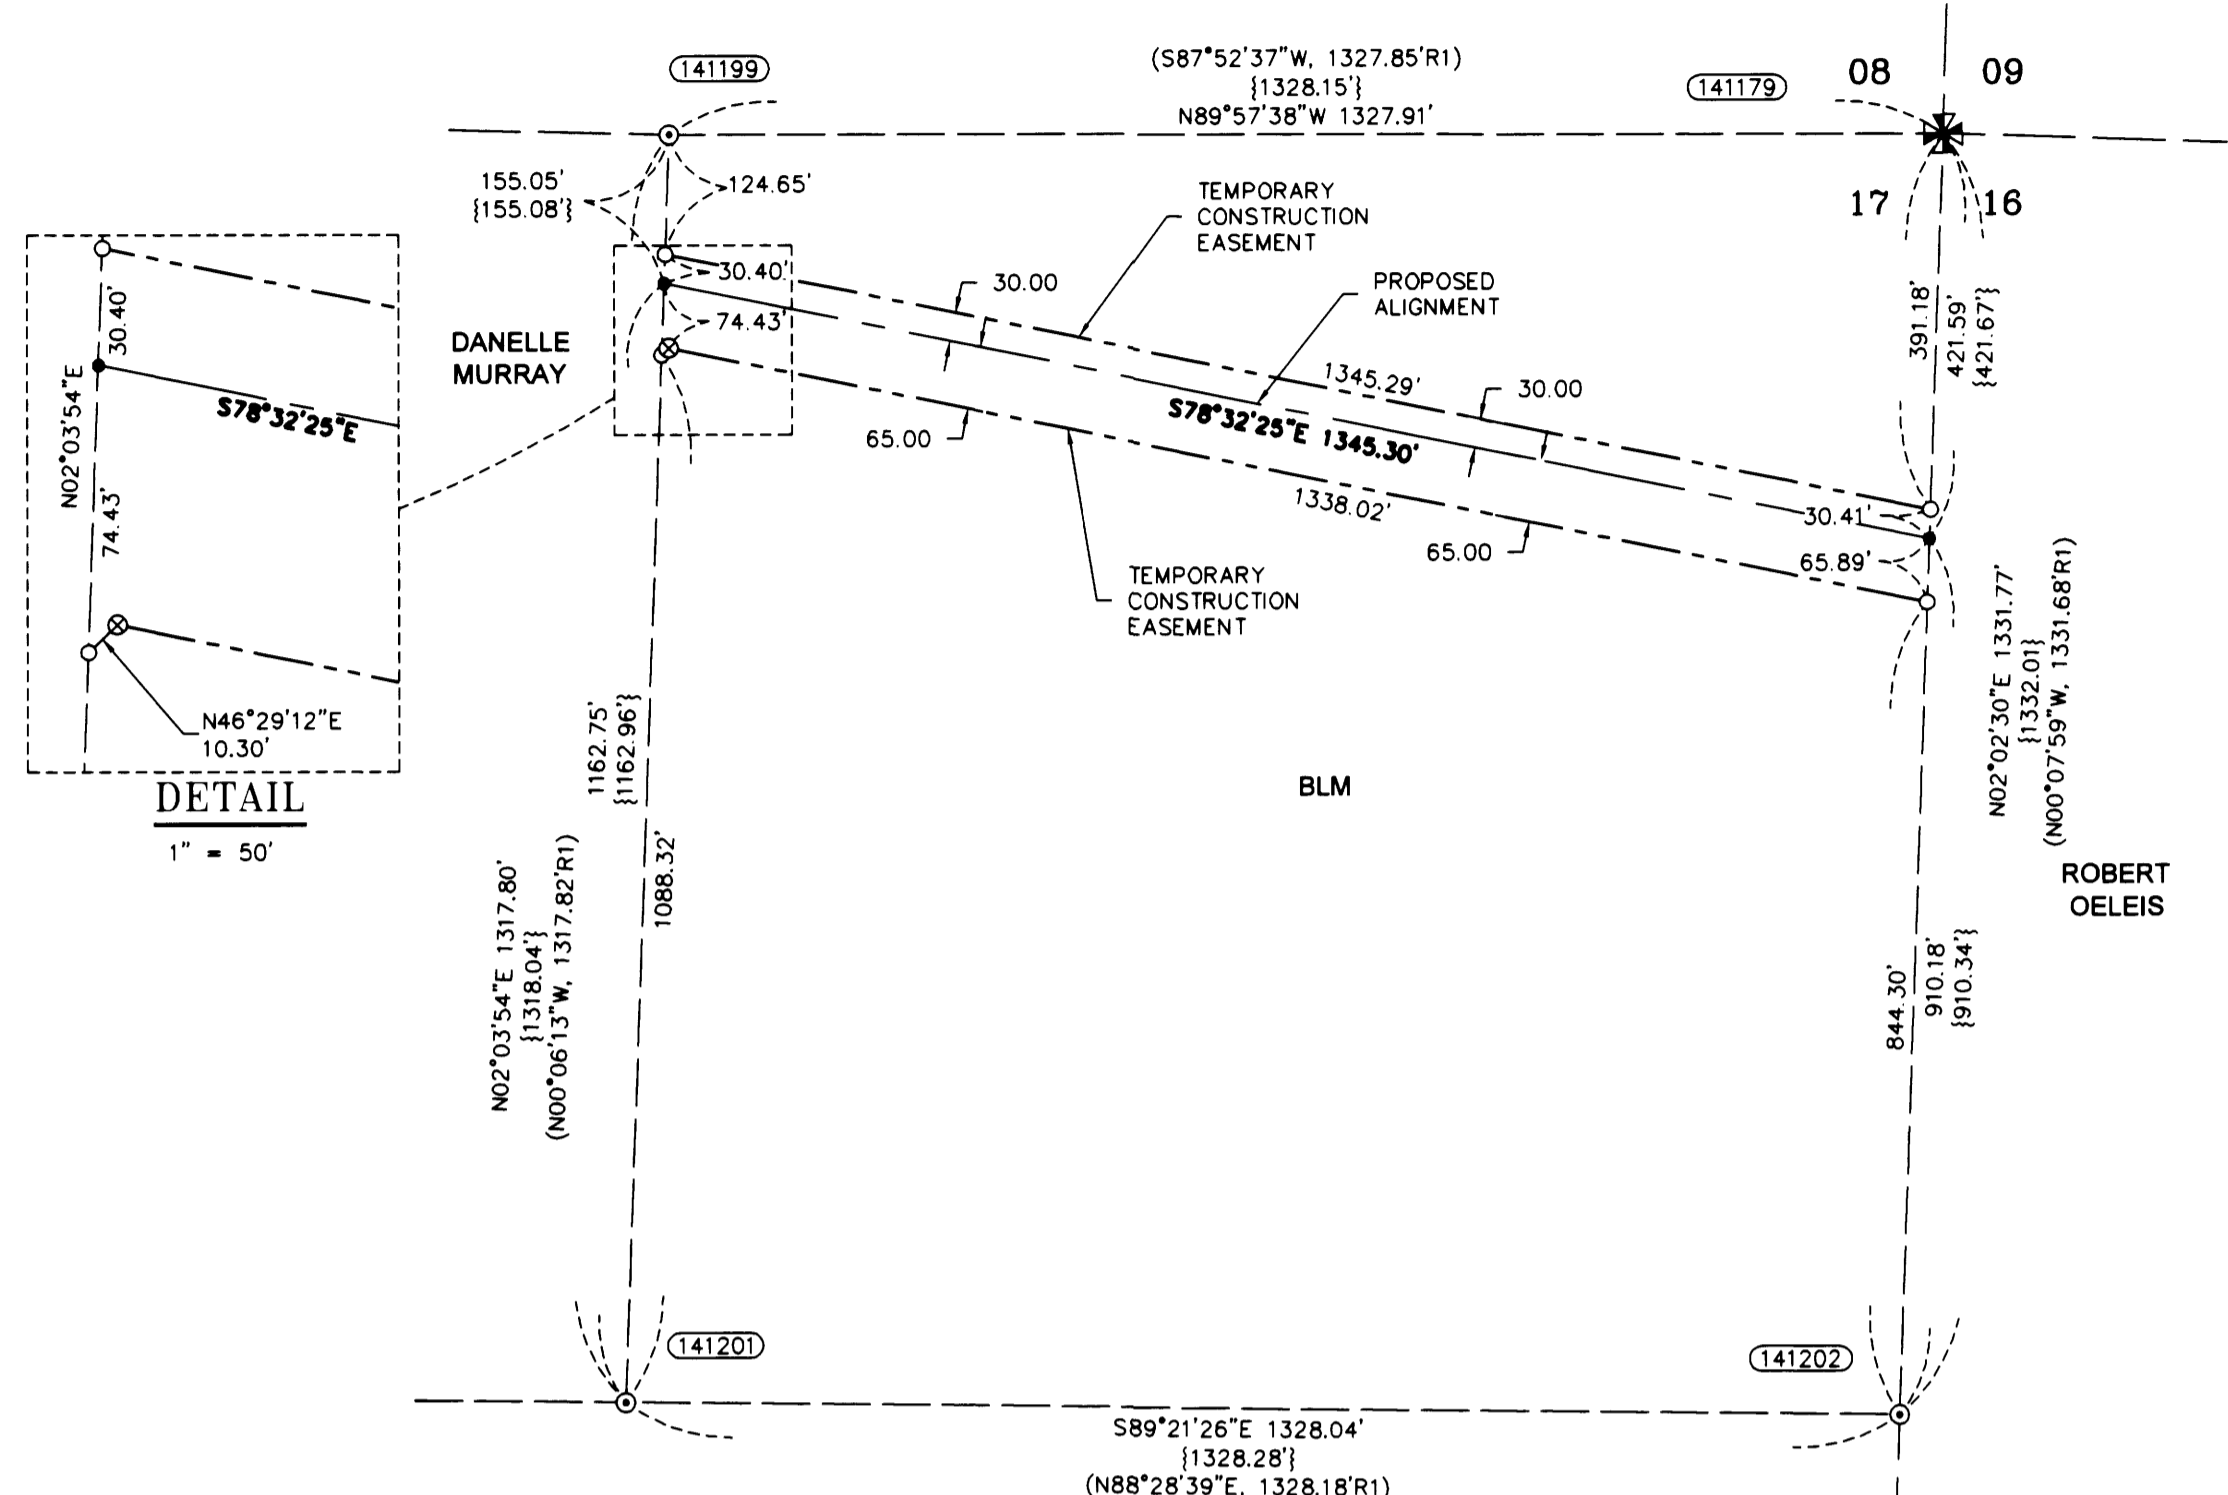 141199
(S87°52'37"W, 1327.85'R1)
{1328.15'}
N89°57'38"W 1327.91'
141179
08
09
17
16
155.05'
{155.08'}
124.65'
TEMPORARY
CONSTRUCTION
EASEMENT
30.40'
30.00
PROPOSED
ALIGNMENT
74.43'
DANELLE
MURRAY
391.18'
421.59'
{421.67'}
1345.29'
30.00
S78°32'25"E 1345.30'
65.00
1338.02'
65.00
30.41'
65.89'
TEMPORARY
CONSTRUCTION
EASEMENT
30.40'
N02°03'54"E
S78°32'25"E
74.43'
N46°29'12"E
10.30'
DETAIL
1" = 50'
1162.75'
{1162.96'}
1088.32'
N02°03'54"E 1317.80'
{1318.04'}
(N00°06'13"W, 1317.82'R1)
BLM
N02°02'30"E 1331.77'
{1332.01}
(N00°07'59"W, 1331.68'R1)
ROBERT
OELEIS
844.30'
910.18'
{910.34'}
141201
141202
S89°21'26"E 1328.04'
{1328.28'}
(N88°28'39"E, 1328.18'R1)